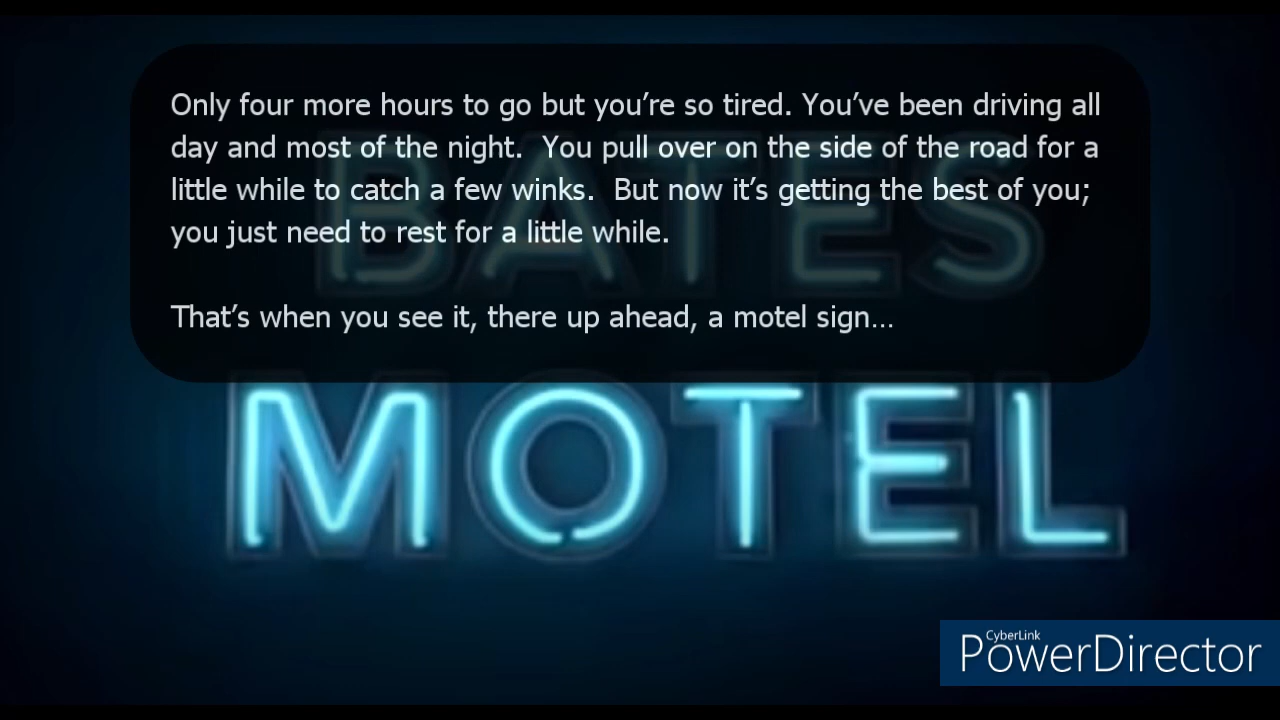 Only four more hours to go but you’re so tired. You’ve been driving all
day and most of the night.  You pull over on the side of the road for a
little while to catch a few winks.  But now it’s getting the best of you;
you just need to rest for a little while.
That’s when you see it, there up ahead, a motel sign...
BATES
MOTEL
CyberLink
PowerDirector